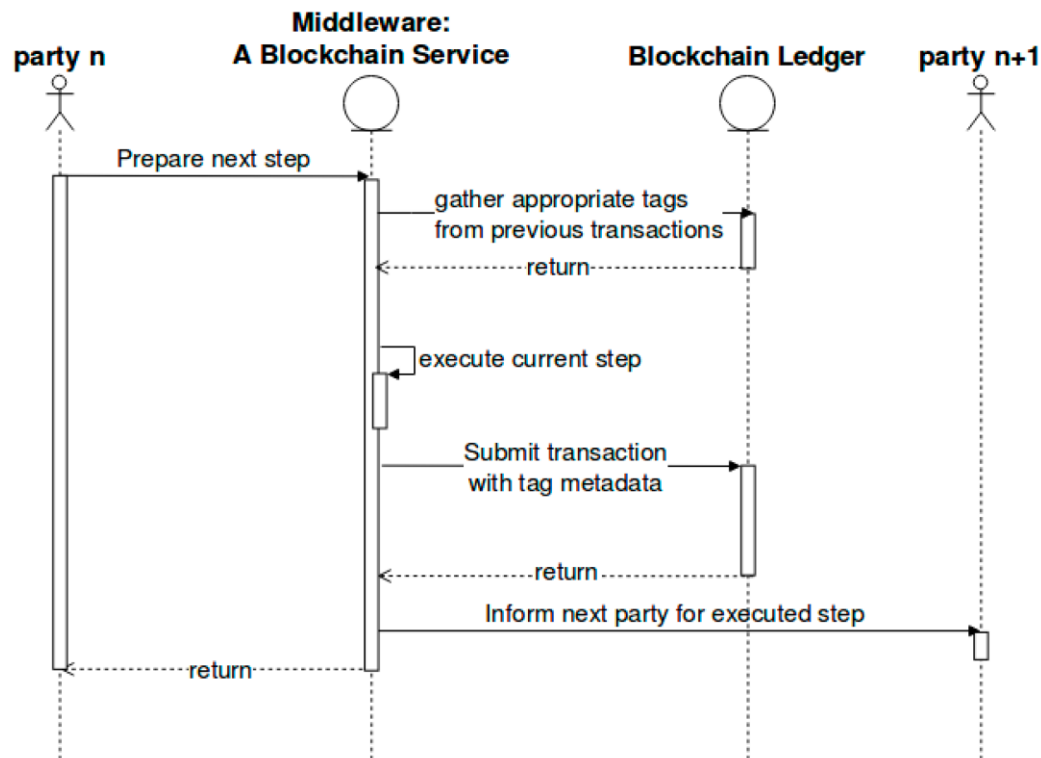 Middleware:
party n
A Blockchain Service
Blockchain Ledger
party n+1
Prepare next step
gather appropriate tags
from previous transactions
return
execute current step
Submit transaction
with tag metadata
return
Inform next party for executed step
return